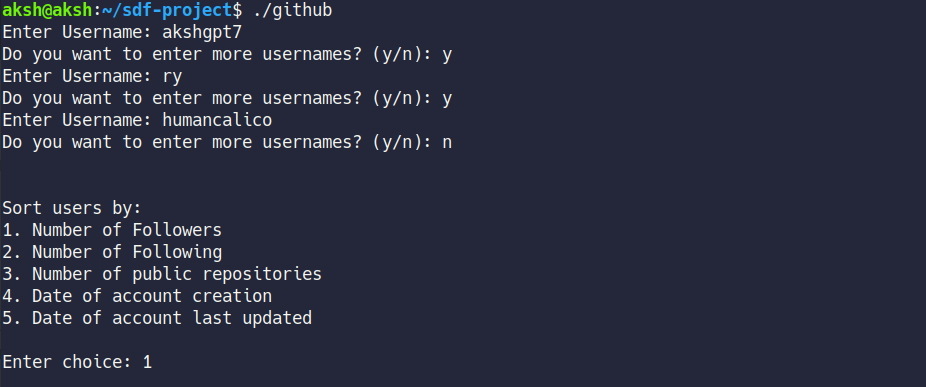 aksh@aksh:~/sdf-project$ ./github
Enter Username: akshgpt7
Do you want to enter more usernames? (y/n): y
Enter Username: ry
Do you want to enter more usernames? (y/n): y
Enter Username: humancalico
Do you want to enter more usernames? (y/n): n
Sort users by:
1. Number of Followers
2. Number of Following
3. Number of public repositories
4. Date of account creation
5. Date of account last updated
Enter choice: 1